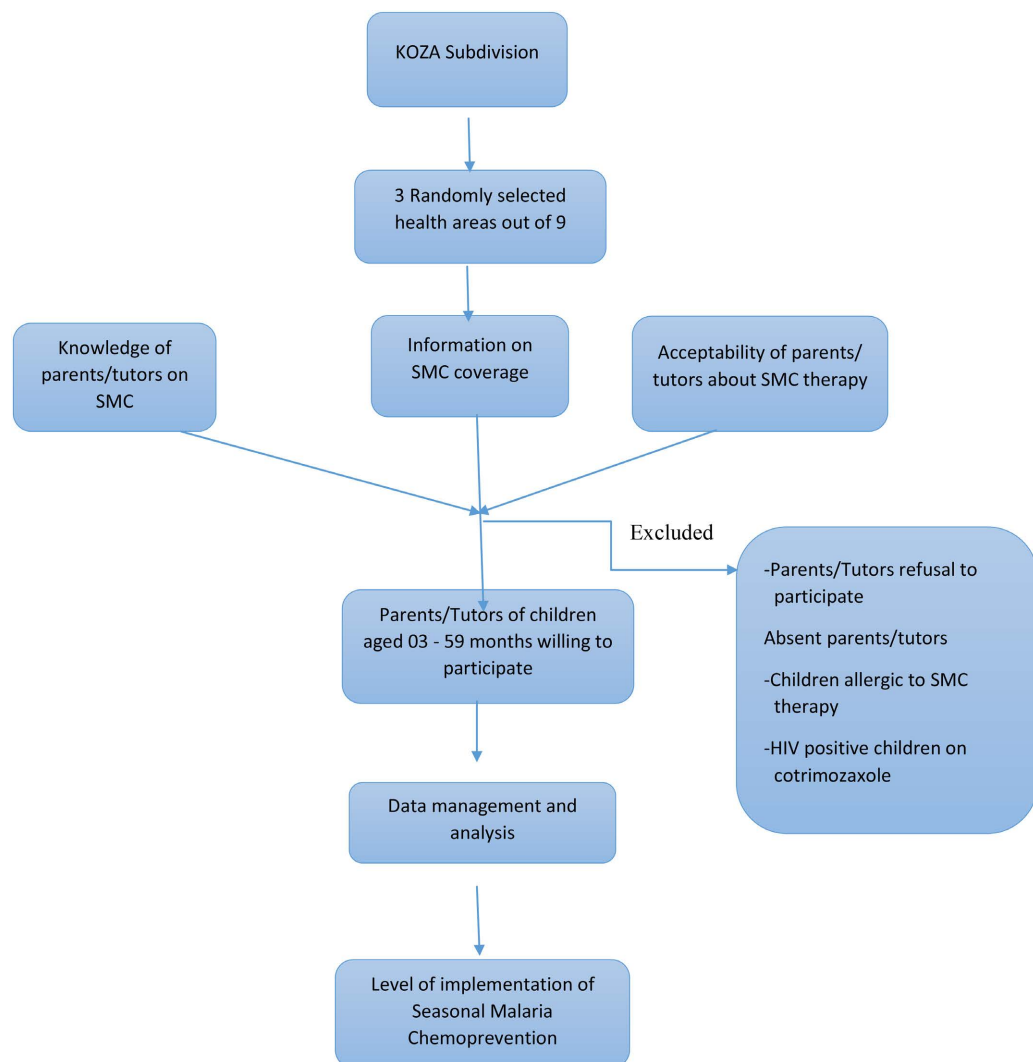 KOZA Subdivision
3 Randomly selected
health areas out of 9
Knowledge of
parents/tutors on
SMC
Information on
SMC coverage
Acceptability of parents/
tutors about SMC therapy
Excluded
-Parents/Tutors refusal to
participate
Absent parents/tutors
-Children allergic to SMC
therapy
-HIV positive children on
cotrimozaxole
Parents/Tutors of children
aged 03 - 59 months willing to
participate
Data management and
analysis
Level of implementation of
Seasonal Malaria
Chemoprevention